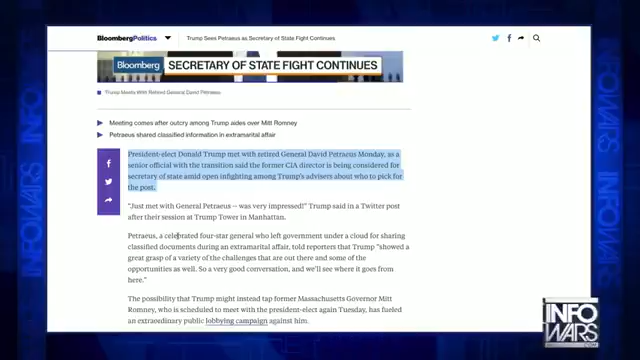 BloombergPolitics
Trump Sees Petraeus as Secretary of State Fight Continues
Bloomberg
SECRETARY OF STATE FIGHT CONTINUES
Trump Meets With Retired General David Petraeus
Meeting comes after outcry among Trump aides over Mitt Romney
Petraeus shared classified information in extramarital affair
President-elect Donald Trump met with retired General David Petraeus Monday, as a
senior official with the transition said the former CIA director is being considered for
secretary of state amid open infighting among Trump's advisers about who to pick for
the post.
"Just met with General Petraeus — was very impressed!" Trump said in a Twitter post
after their session at Trump Tower in Manhattan.
Petraeus, a celebrated four-star general who left government under a cloud for sharing
classified documents during an extramarital affair, told reporters that Trump "showed a
great grasp of a variety of the challenges that are out there and some of the
opportunities as well. So a very good conversation, and we'll see where it goes from
here."
The possibility that Trump might instead tap former Massachusetts Governor Mitt
Romney, who is scheduled to meet with the president-elect again Tuesday, has fueled
an extraordinary public lobbying campaign against him.
INFO
WARS
.COM